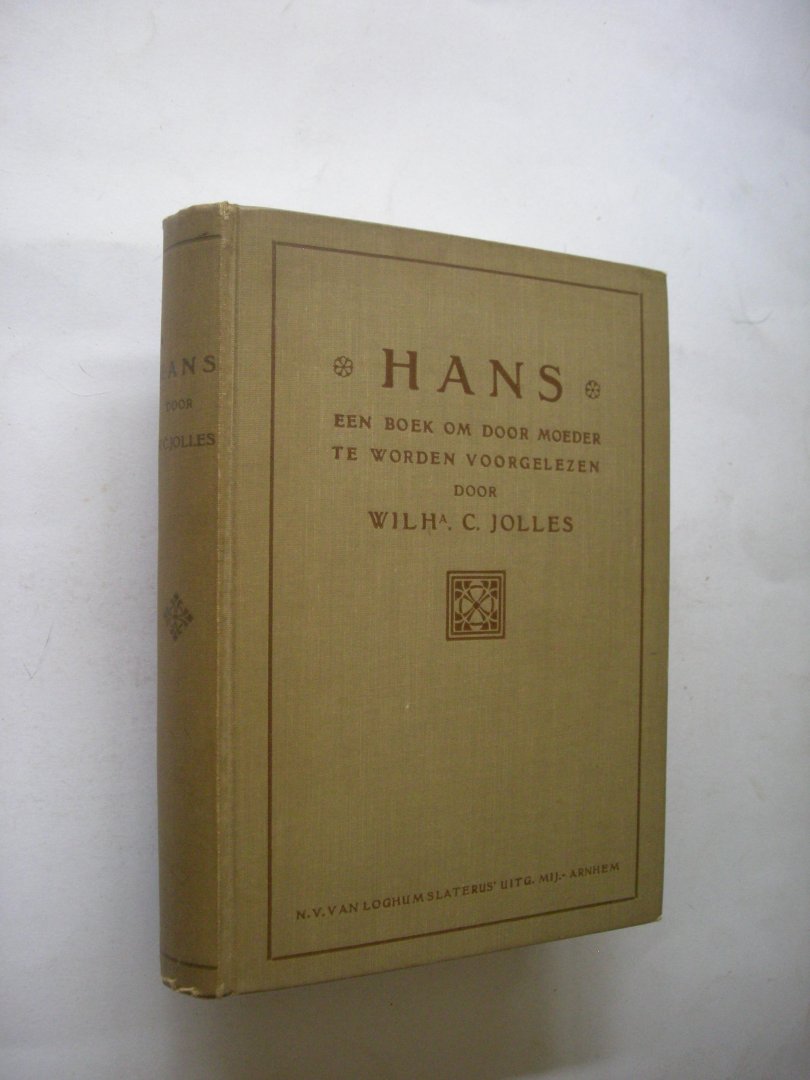 HANS
EEN BOEK OM DOOR MOEDER
TE WORDEN VOORGELEZEN
DOOR
WILHᴬ. C. JOLLES
N.V. VAN LOGHUM SLATERUS' UITG. MIJ.- ARNHEM
ANS
DOOR
C. JOLLES